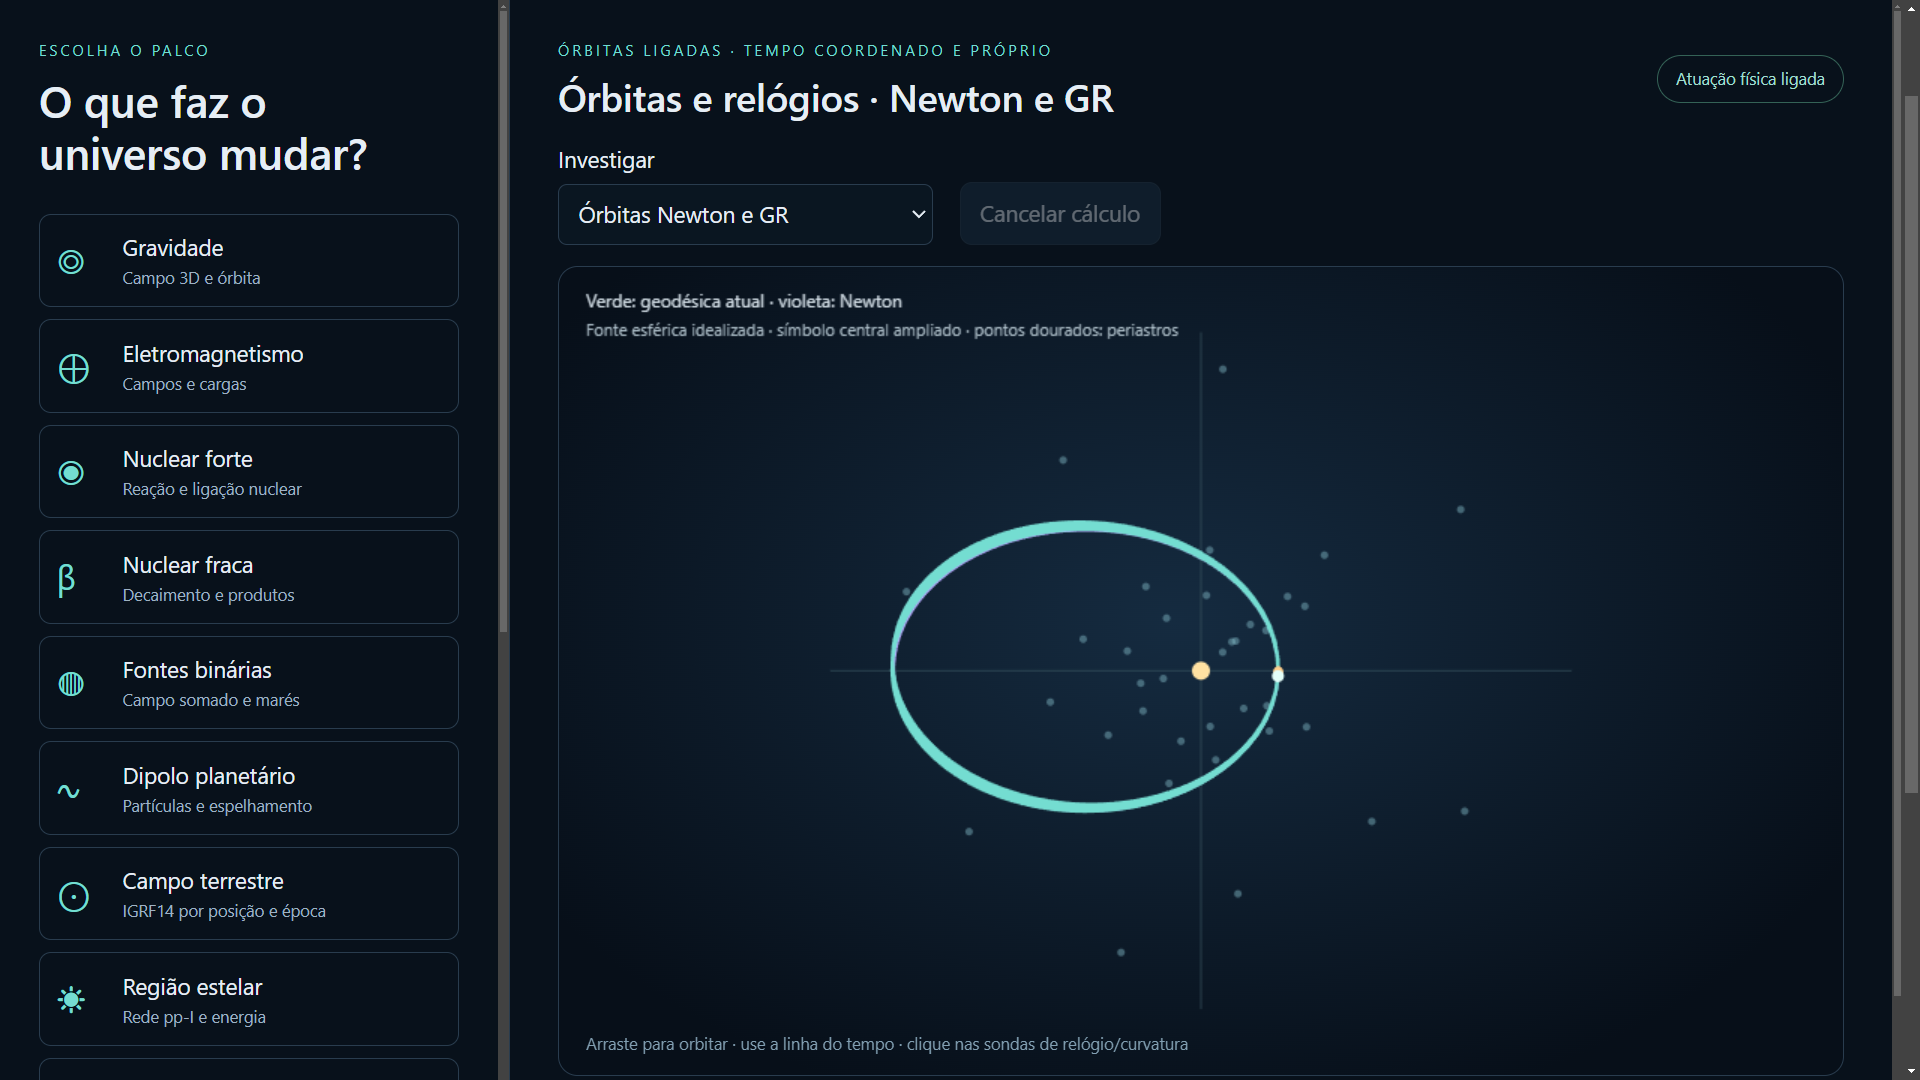 ESCOLHA O PALCO
O que faz o
universo mudar?
Gravidade
Campo 3D e órbita
Eletromagnetismo
Campos e cargas
Nuclear forte
Reação e ligação nuclear
β
Nuclear fraca
Decaimento e produtos
Fontes binárias
Campo somado e marés
Dipolo planetário
Partículas e espelhamento
Campo terrestre
IGRF14 por posição e época
Região estelar
Rede pp-I e energia
ÓRBITAS LIGADAS · TEMPO COORDENADO E PRÓPRIO
Órbitas e relógios · Newton e GR
Atuação física ligada
Investigar
Órbitas Newton e GR
Cancelar cálculo
Verde: geodésica atual · violeta: Newton
Fonte esférica idealizada · símbolo central ampliado · pontos dourados: periastros
Arraste para orbitar · use a linha do tempo · clique nas sondas de relógio/curvatura